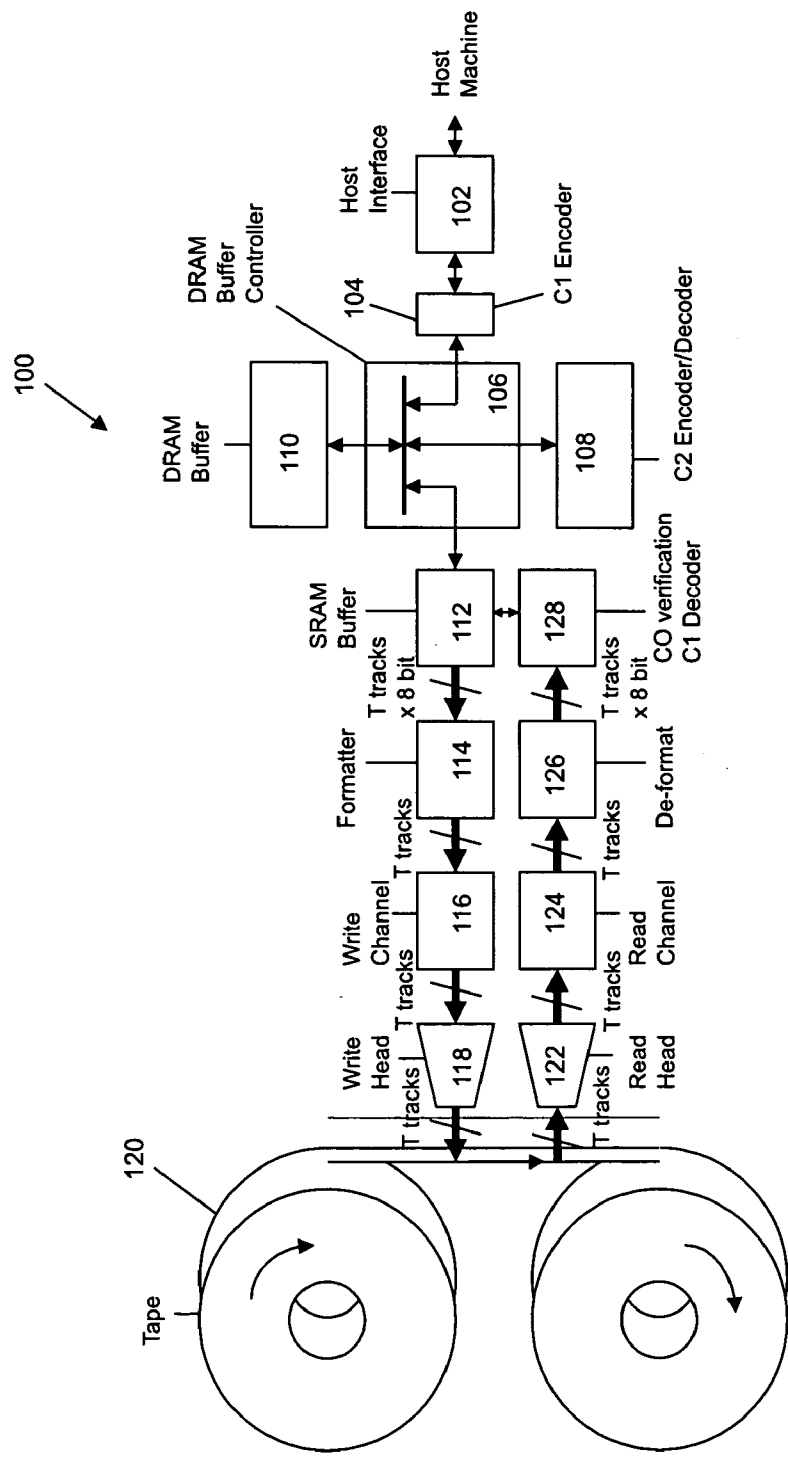 100
Host
Machine
Host
Interface
102
104
C1 Encoder
DRAM
Buffer
Controller
106
DRAM
Buffer
110
108
C2 Encoder/Decoder
SRAM
Buffer
112
128
CO verification
C1 Decoder
T tracks
x 8 bit
T tracks
x 8 bit
Formatter
114
126
De-format
T tracks
T tracks
Write
Channel
116
124
Read
Channel
T tracks
T tracks
Write
Head
118
122
Read
Head
T tracks
T tracks
120
Tape